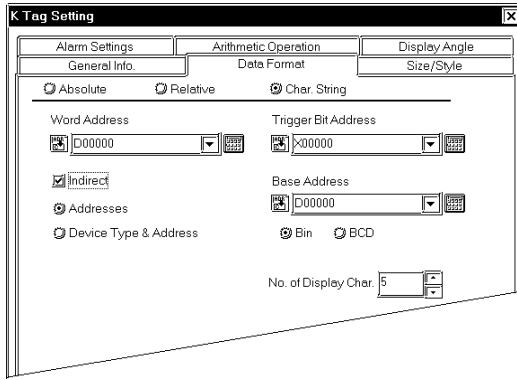 K Tag Setting
Alarm Settings Arithmetic Operation Display Angle
General Info. Data Format Size/Style
Absolute Relative Char. String
Word Address Trigger Bit Address
D00000 X00000
Indirect Base Address
Addresses D00000
Device Type & Address Bin BCD
No. of Display Char. 5